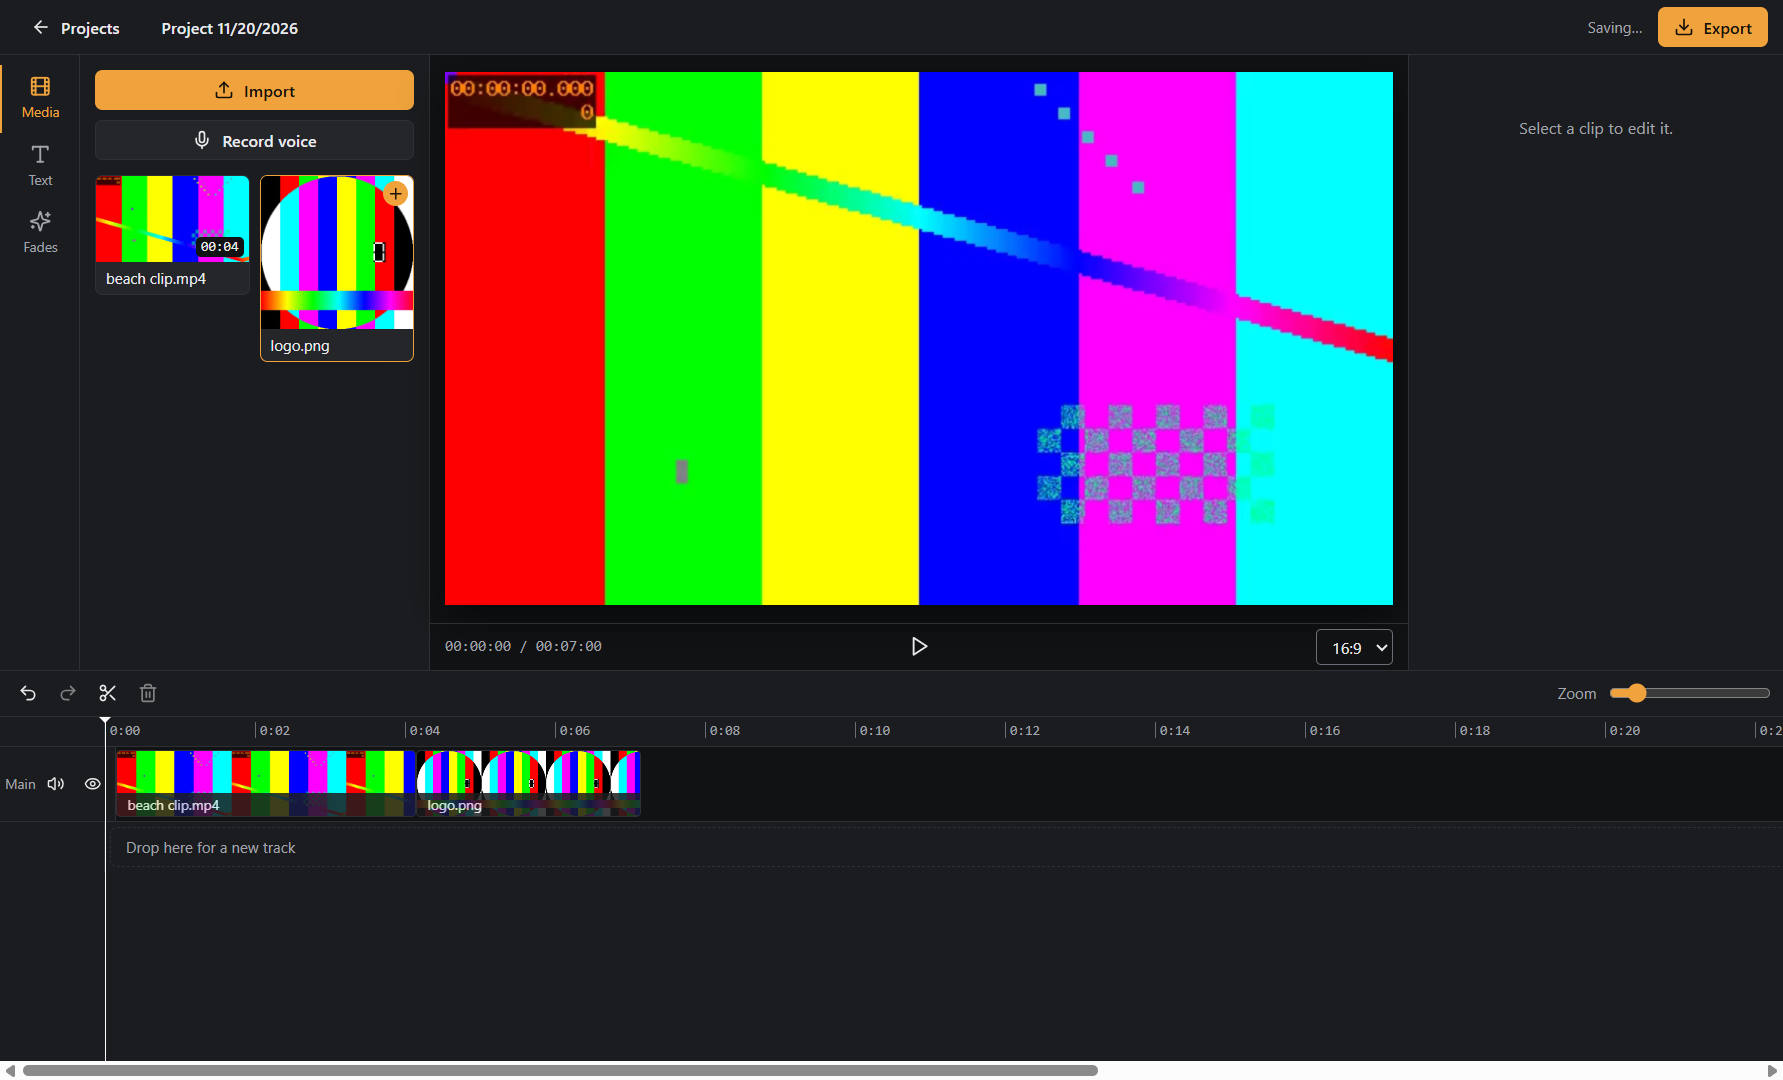 Projects
Project 11/20/2026
Saving...
Export
Media
Text
Fades
Import
Record voice
00:04
beach clip.mp4
logo.png
00:00:00.000
0
Select a clip to edit it.
00:00:00 / 00:07:00
16:9
Zoom
0:00
0:02
0:04
0:06
0:08
0:10
0:12
0:14
0:16
0:18
0:20
0:2
Main
beach clip.mp4
logo.png
Drop here for a new track